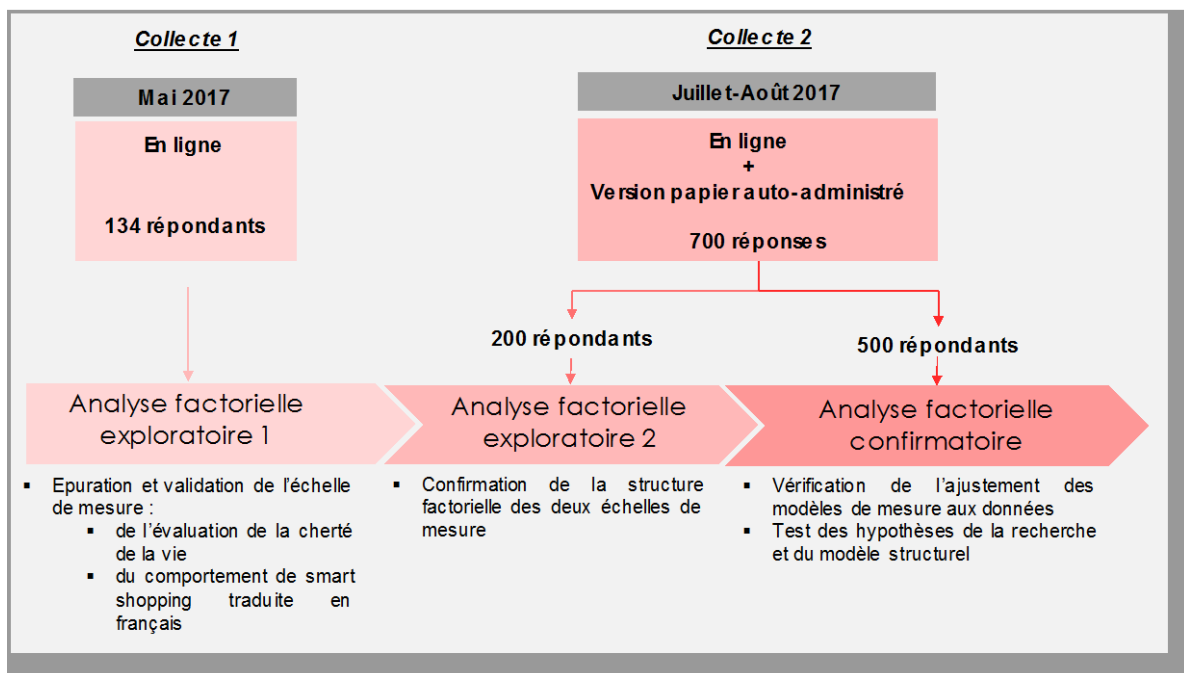 Collecte 1
Mai 2017
En ligne
134 répondants
Collecte 2
Juillet-Août 2017
En ligne
+
Version papier auto-administré
700 réponses
200 répondants
500 répondants
Analyse factorielle
exploratoire 1
Analyse factorielle
exploratoire 2
Analyse factorielle
confirmatoire
▪ Epuration et validation de l'échelle
de mesure :
▪ de l'évaluation de la cherté
de la vie
▪ du comportement de smart
shopping traduite en
français
▪ Confirmation de la structure
factorielle des deux échelles de
mesure
▪ Vérification de l'ajustement des
modèles de mesure aux données
▪ Test des hypothèses de la recherche
et du modèle structurel